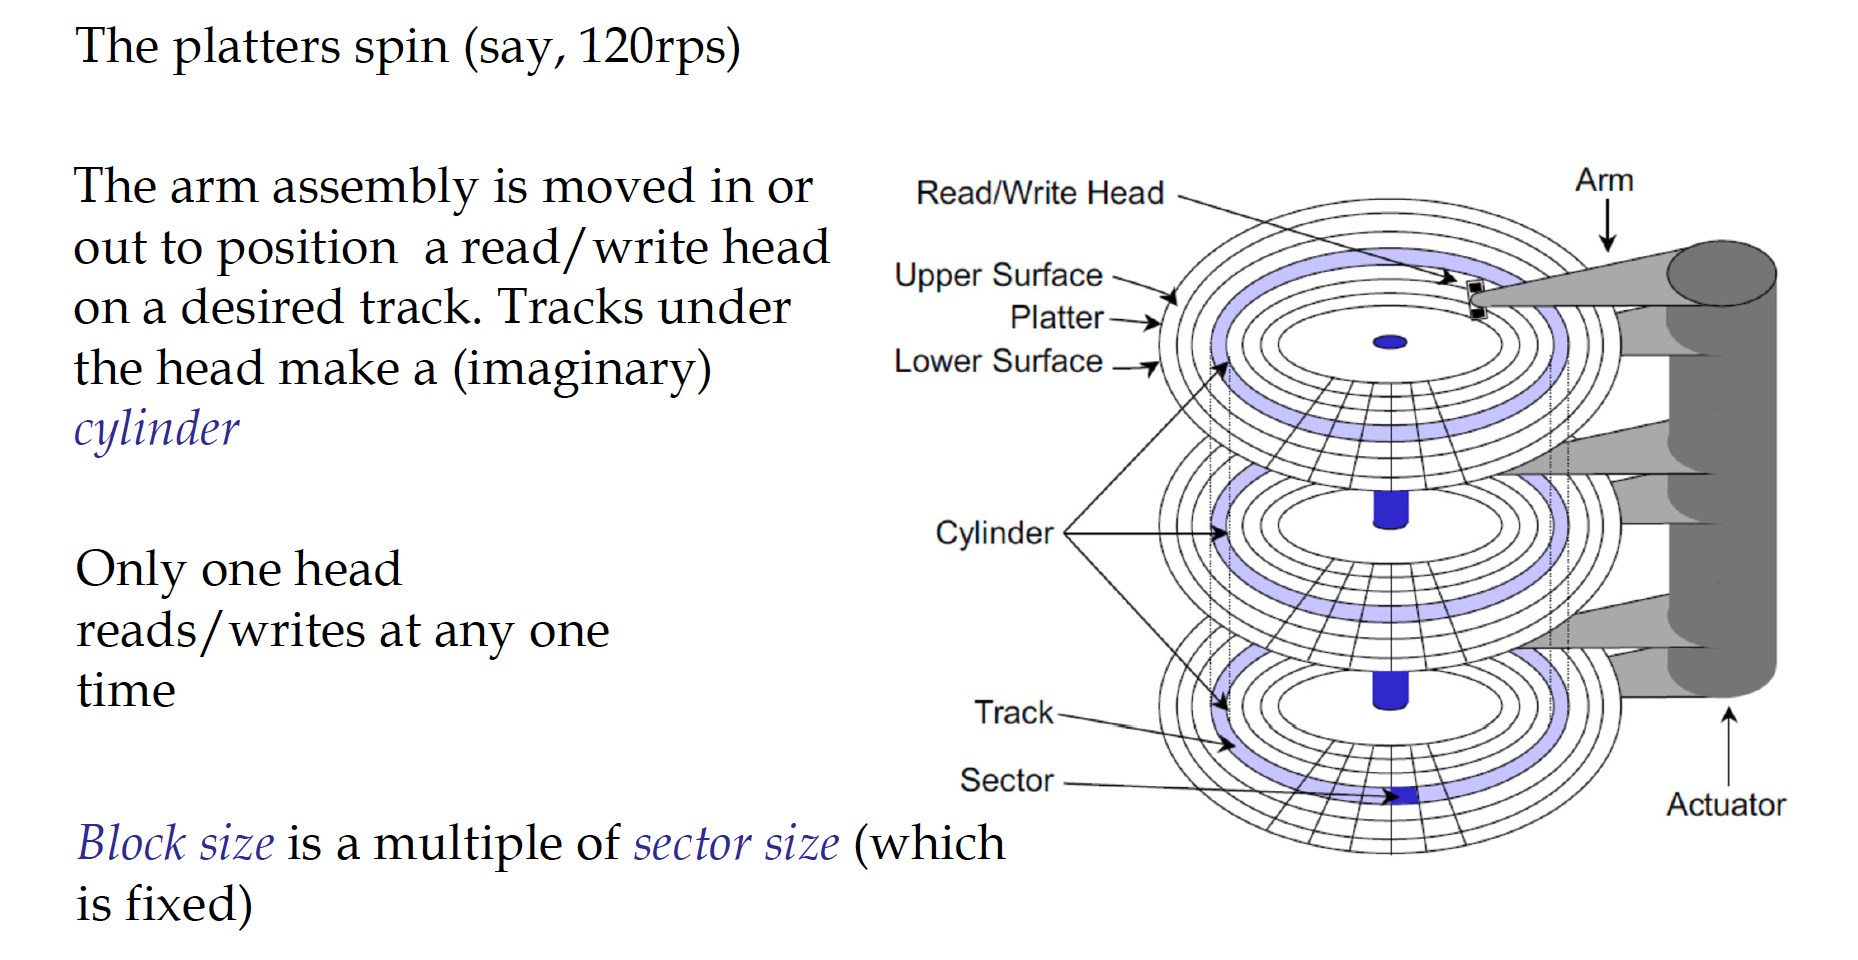 The platters spin (say, 120rps)
The arm assembly is moved in or
out to position a read/write head
on a desired track. Tracks under
the head make a (imaginary)
cylinder
Only one head
reads/writes at any one
time
Block size is a multiple of sector size (which
is fixed)
Read/Write Head
Arm
Upper Surface
Platter
Lower Surface
Cylinder
Track
Sector
Actuator